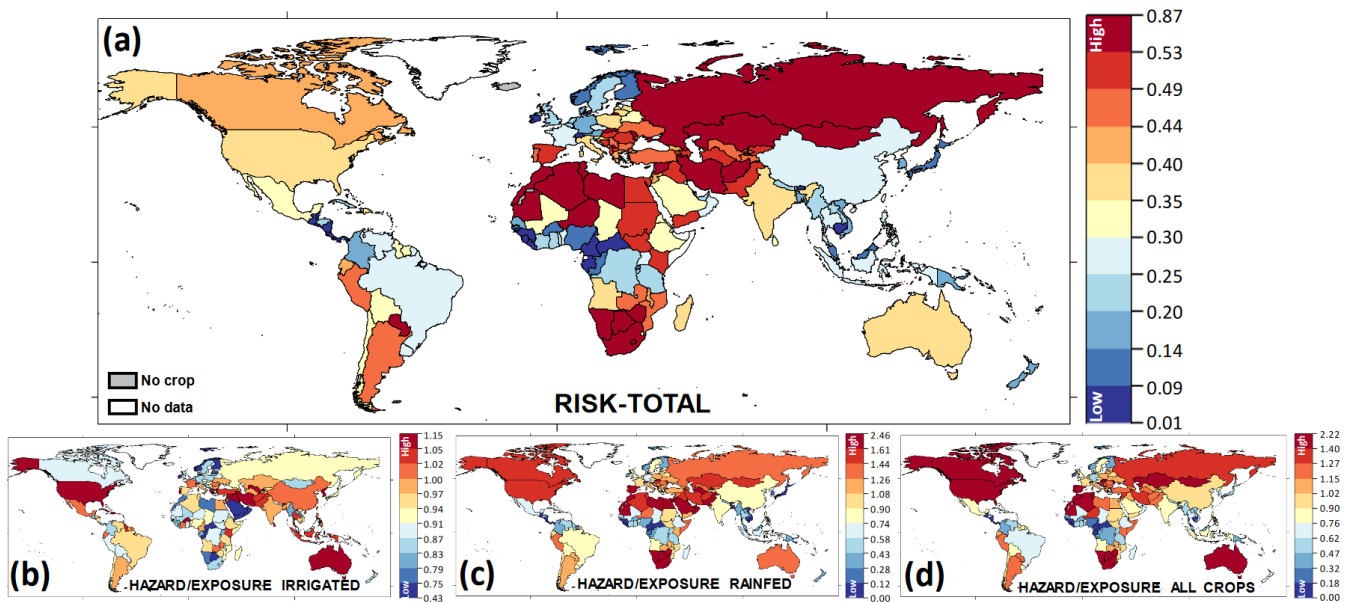 (a)
High
0.87
0.53
0.49
0.44
0.40
0.35
0.30
0.25
0.20
0.14
0.09
0.01
Low
No crop
No data
RISK-TOTAL
(b)
HAZARD/EXPOSURE IRRIGATED
High
1.15
1.05
1.02
1.00
0.97
0.94
0.91
0.87
0.83
0.79
0.75
0.43
Low
(c)
HAZARD/EXPOSURE RAINFED
High
2.46
1.61
1.44
1.26
1.08
0.90
0.74
0.58
0.43
0.28
0.14
0.00
Low
(d)
HAZARD/EXPOSURE ALL CROPS
High
2.22
1.40
1.27
1.15
1.02
0.90
0.76
0.62
0.47
0.32
0.18
0.00
Low